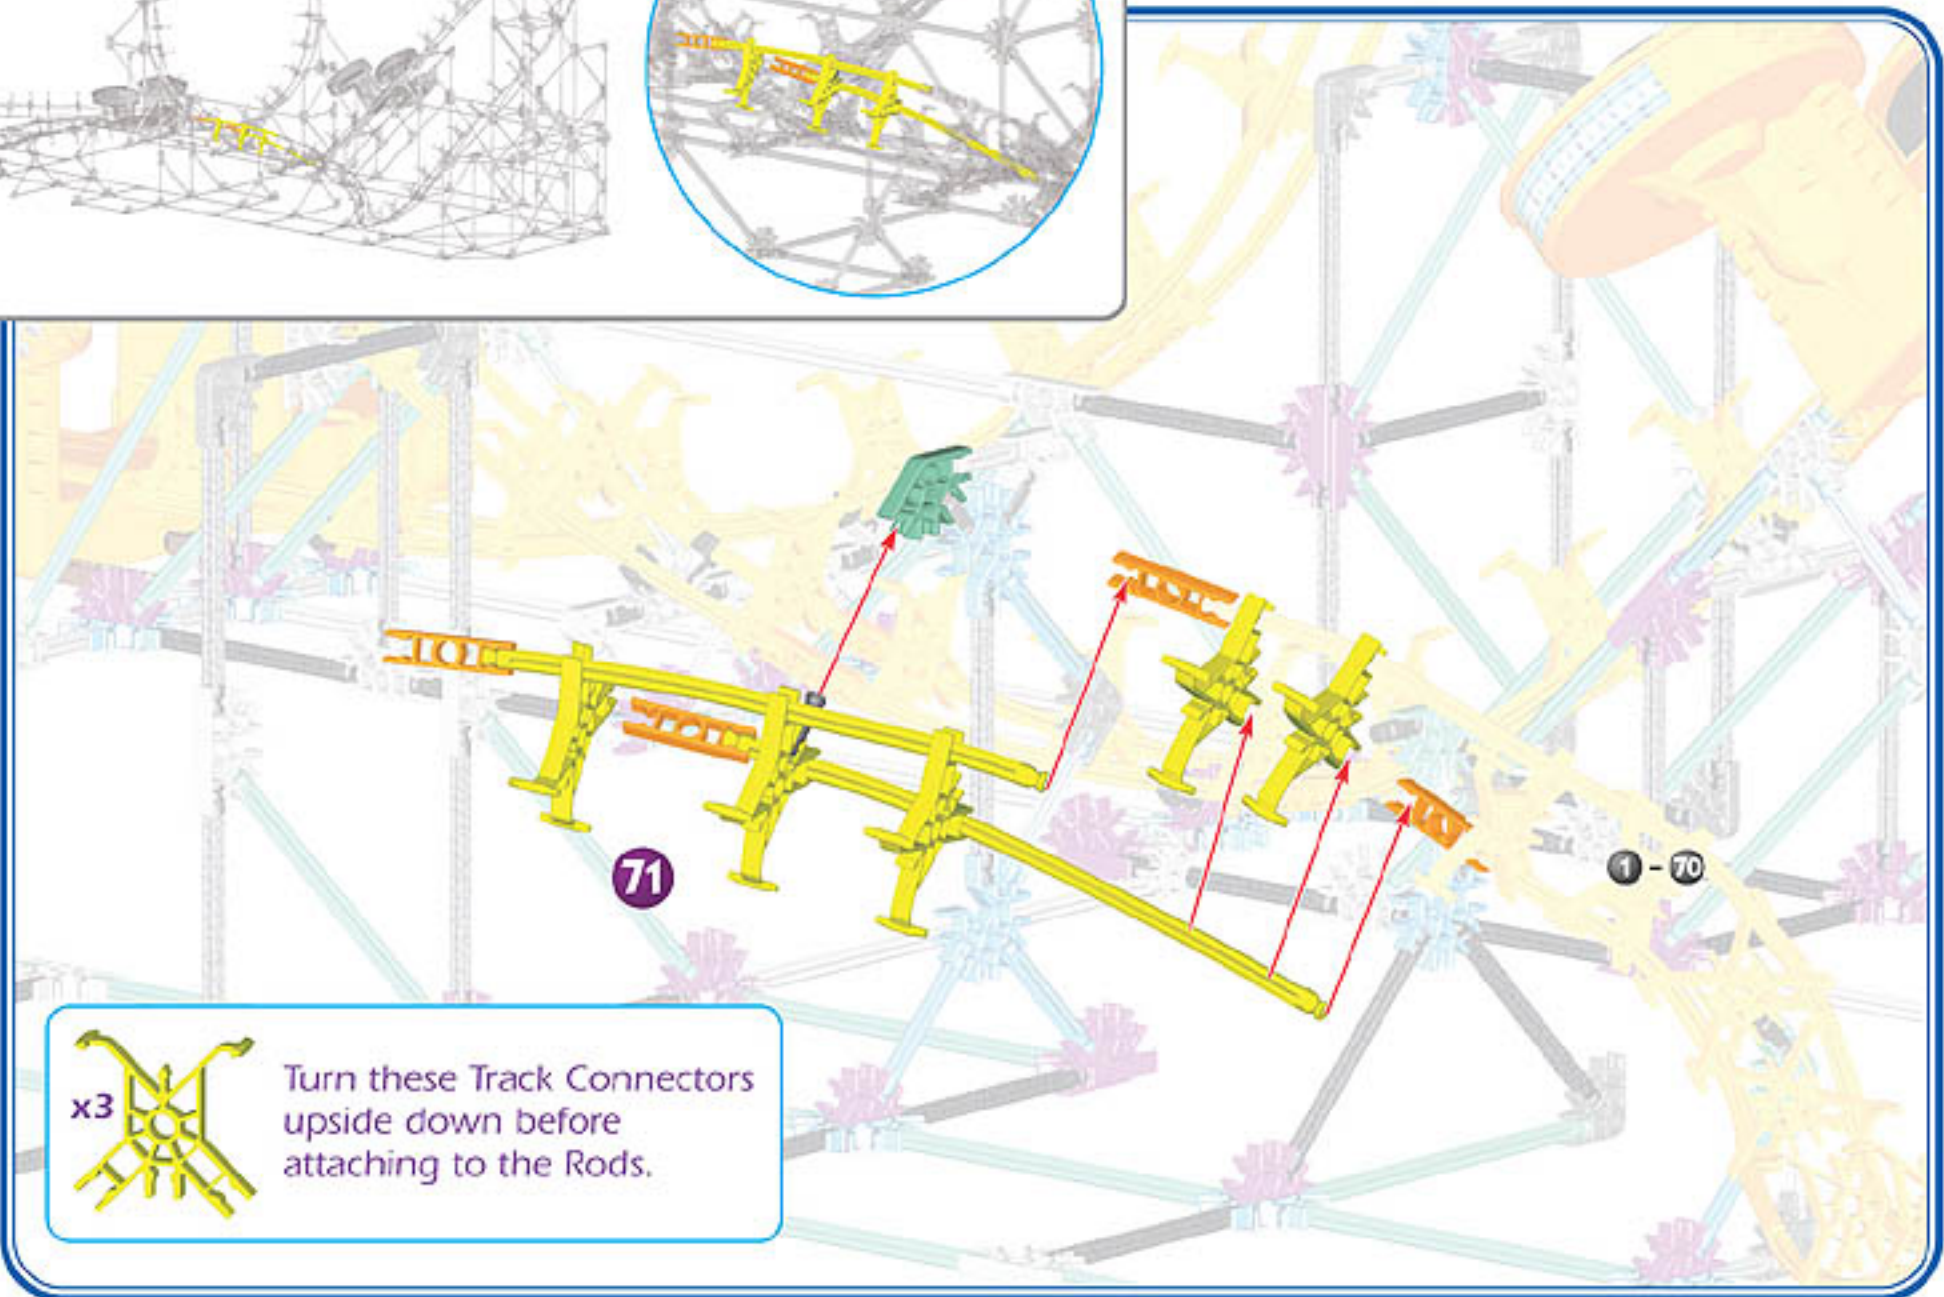 71
1 - 70
x3
Turn these Track Connectors
upside down before
attaching to the Rods.